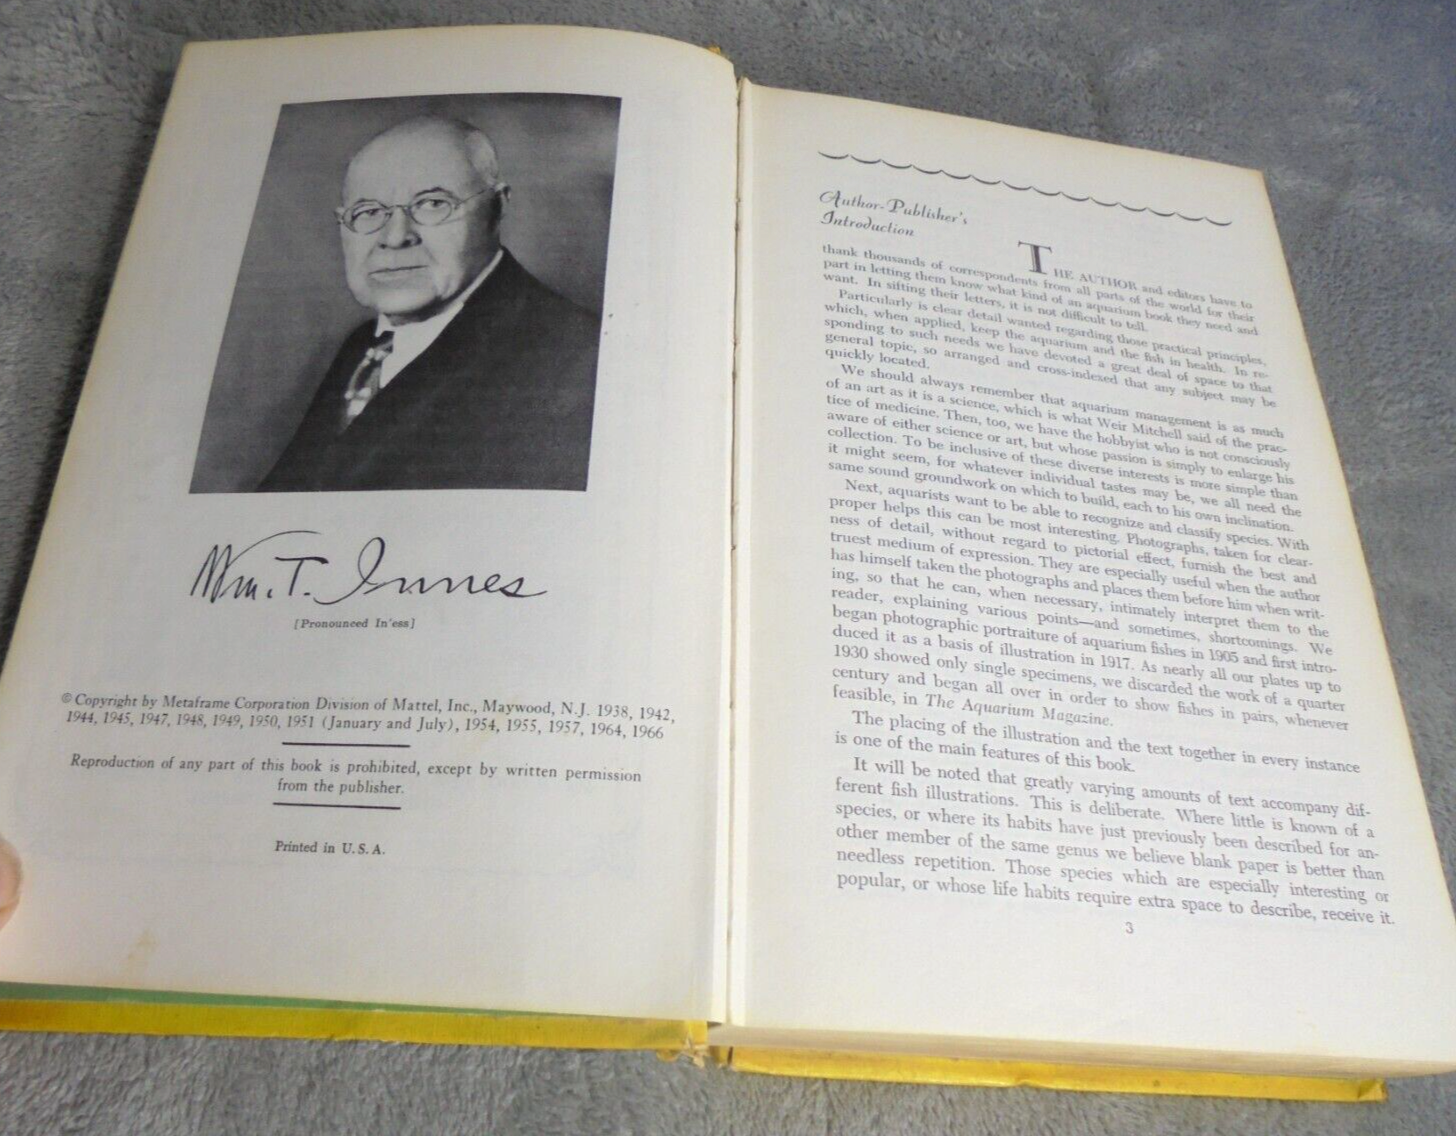 Wm. T. Innes
[Pronounced In'ess]
© Copyright by Metaframe Corporation Division of Mattel, Inc., Maywood, N.J. 1938, 1942,
1944, 1945, 1947, 1948, 1949, 1950, 1951 (January and July), 1954, 1955, 1957, 1964, 1966
Reproduction of any part of this book is prohibited, except by written permission
from the publisher.
Printed in U. S. A.
Author-Publisher's
Introduction
THE AUTHOR and editors have to
thank thousands of correspondents from all parts of the world for their
part in letting them know what kind of an aquarium book they need and
want. In sifting their letters, it is not difficult to tell.
Particularly is clear detail wanted regarding those practical principles,
which, when applied, keep the aquarium and the fish in health. In re-
sponding to such needs we have devoted a great deal of space to that
general topic, so arranged and cross-indexed that any subject may be
quickly located.
We should always remember that aquarium management is as much
of an art as it is a science, which is what Weir Mitchell said of the prac-
tice of medicine. Then, too, we have the hobbyist who is not consciously
aware of either science or art, but whose passion is simply to enlarge his
collection. To be inclusive of these diverse interests is more simple than
it might seem, for whatever individual tastes may be, we all need the
same sound groundwork on which to build, each to his own inclination.
Next, aquarists want to be able to recognize and classify species. With
proper helps this can be most interesting. Photographs, taken for clear-
ness of detail, without regard to pictorial effect, furnish the best and
truest medium of expression. They are especially useful when the author
has himself taken the photographs and places them before him when writ-
ing, so that he can, when necessary, intimately interpret them to the
reader, explaining various points—and sometimes, shortcomings. We
began photographic portraiture of aquarium fishes in 1905 and first intro-
duced it as a basis of illustration in 1917. As nearly all our plates up to
1930 showed only single specimens, we discarded the work of a quarter
century and began all over in order to show fishes in pairs, whenever
feasible, in The Aquarium Magazine.
The placing of the illustration and the text together in every instance
is one of the main features of this book.
It will be noted that greatly varying amounts of text accompany dif-
ferent fish illustrations. This is deliberate. Where little is known of a
species, or where its habits have just previously been described for an-
other member of the same genus we believe blank paper is better than
needless repetition. Those species which are especially interesting or
popular, or whose life habits require extra space to describe, receive it.
3